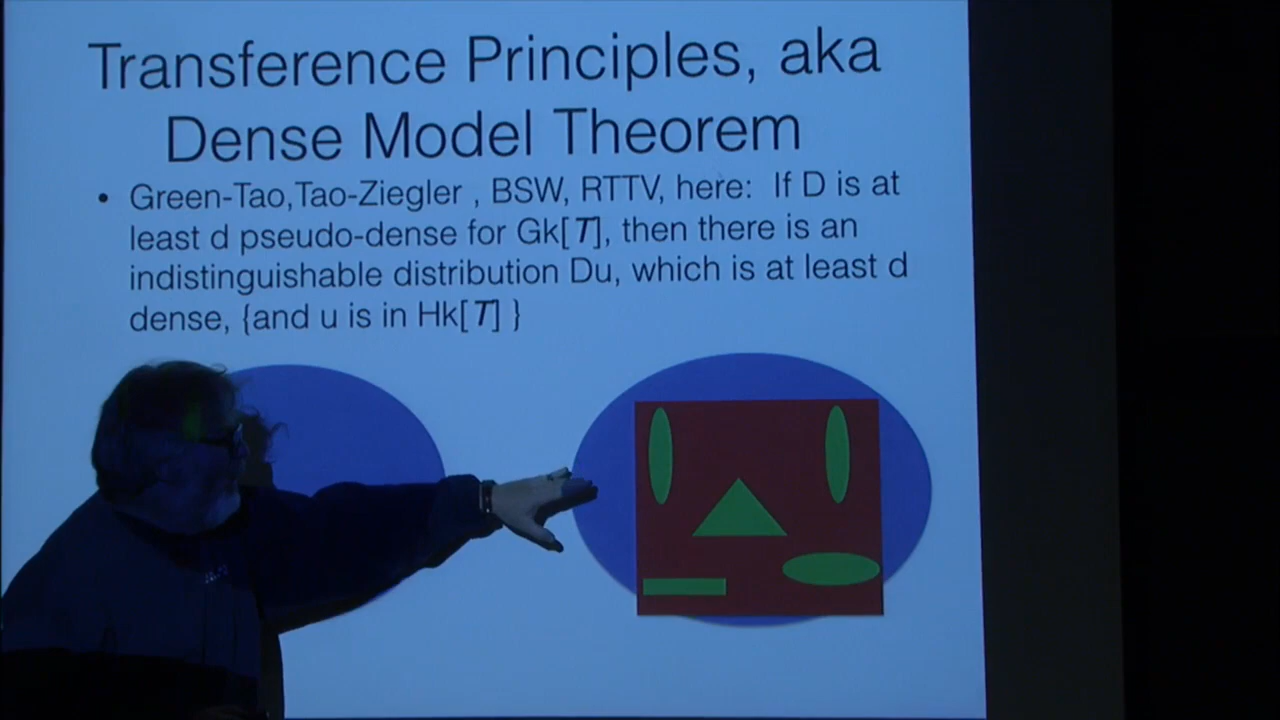 Transference Principles, aka
Dense Model Theorem
• Green-Tao,Tao-Ziegler , BSW, RTTV, here: If D is at
least d pseudo-dense for Gk[T], then there is an
indistinguishable distribution Du, which is at least d
dense, {and u is in Hk[T] }